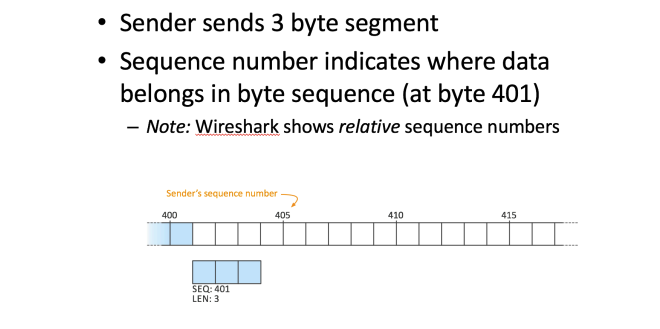 • Sender sends 3 byte segment
• Sequence number indicates where data
belongs in byte sequence (at byte 401)
– Note: Wireshark shows relative sequence numbers
Sender's sequence number
400 405 410 415
SEQ: 401
LEN: 3